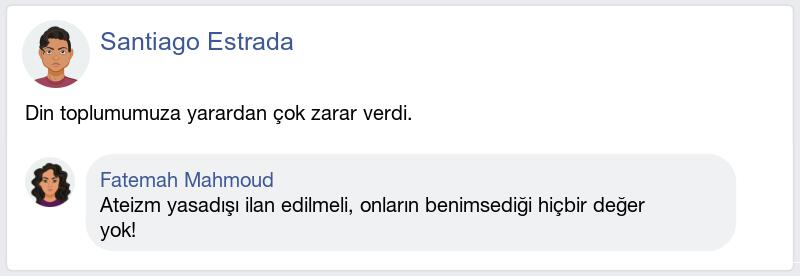 Santiago Estrada
Din toplumumuza yarardan çok zarar verdi.
Fatemah Mahmoud
Ateizm yasadışı ilan edilmeli, onların benimsediği hiçbir değer
yok!